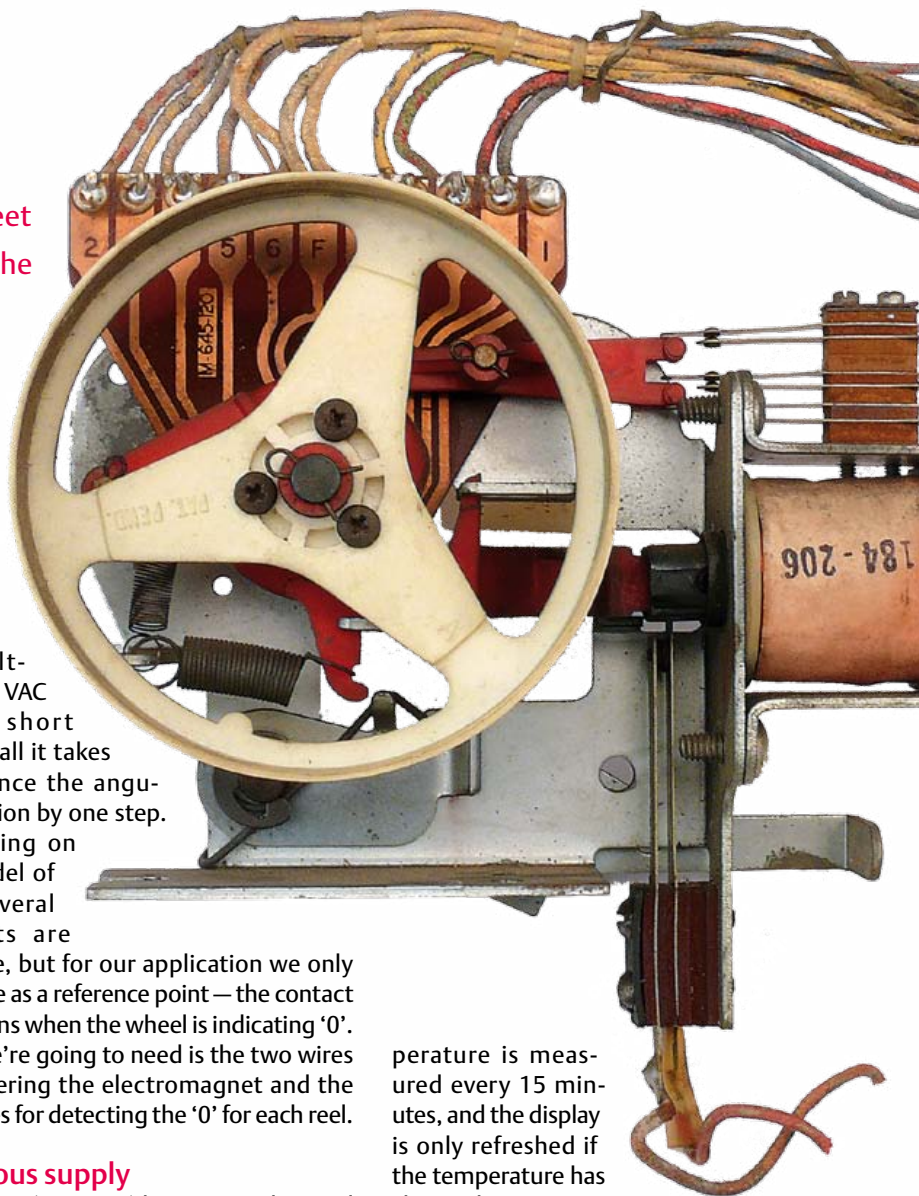 eet
he
2 5 6 F 1
M-645-120
PAT. PEND.
184-206
lt-
VAC
short
all it takes
nce the angu-
ion by one step.
ing on
del of
veral
ts are
e, but for our application we only
e as a reference point — the contact
ns when the wheel is indicating ‘0’.
e’re going to need is the two wires
ering the electromagnet and the
s for detecting the ‘0’ for each reel.
ous supply
perature is meas-
ured every 15 min-
utes, and the display
is only refreshed if
the temperature has